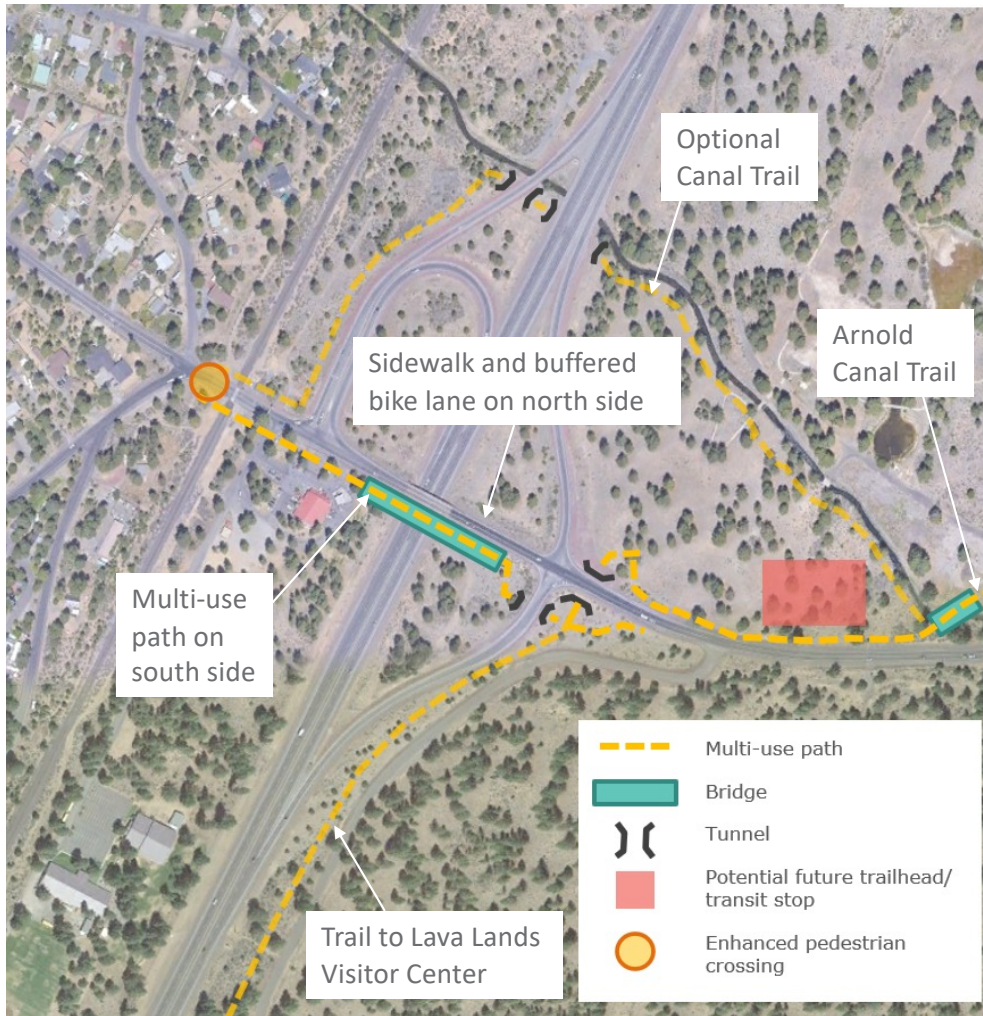 Optional
Canal Trail
Arnold
Canal Trail
Sidewalk and buffered
bike lane on north side
Multi-use
path on
south side
Trail to Lava Lands
Visitor Center
Multi-use path
Bridge
Tunnel
Potential future trailhead/
transit stop
Enhanced pedestrian
crossing